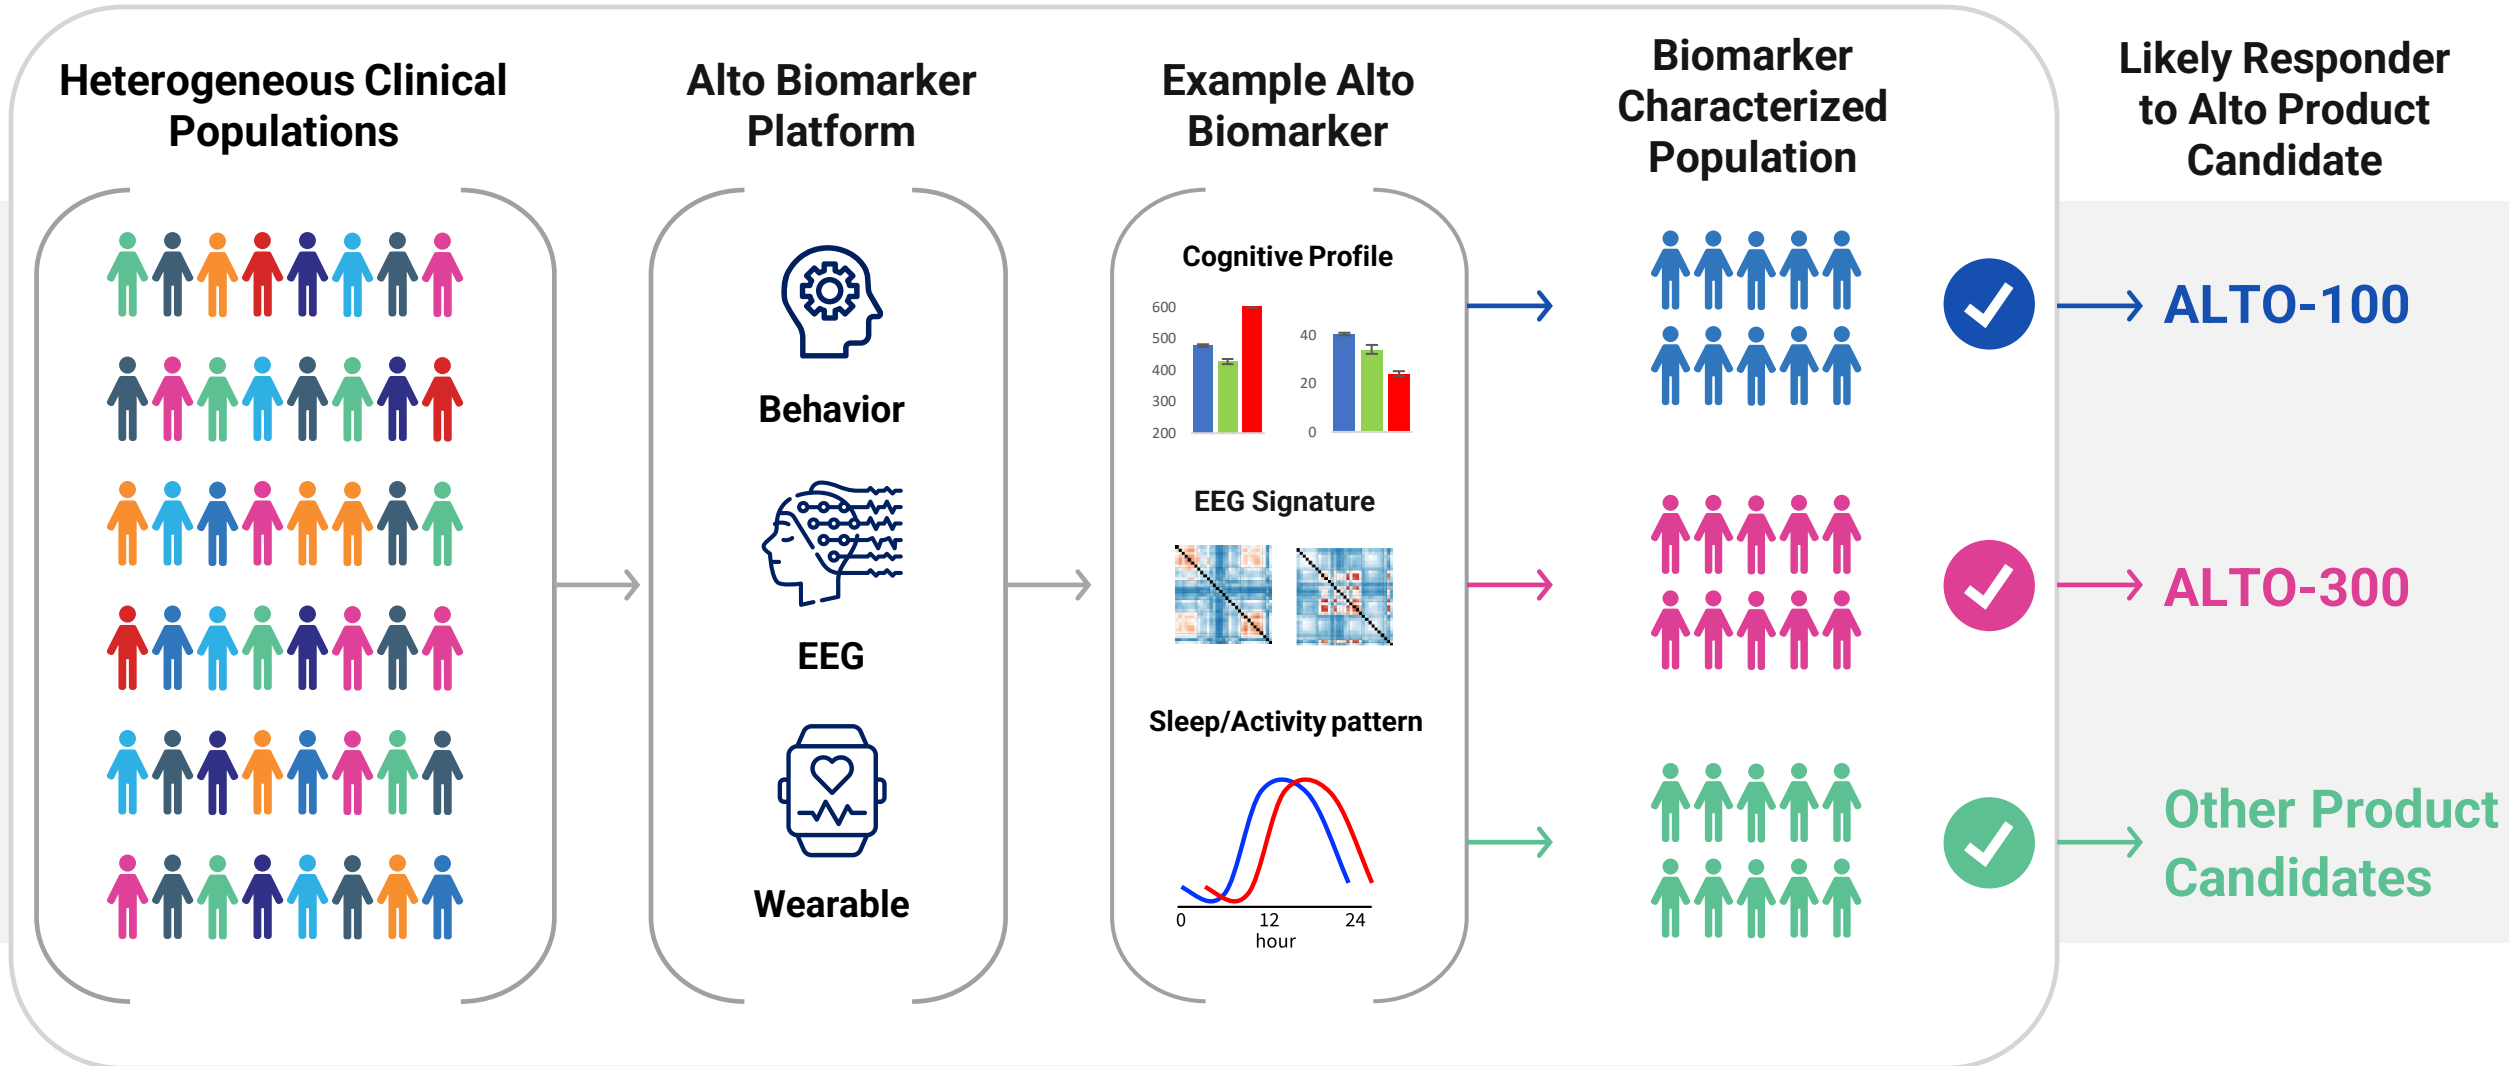 Heterogeneous Clinical
Populations
Alto Biomarker
Platform
Example Alto
Biomarker
Biomarker
Characterized
Population
Likely Responder
to Alto Product
Candidate
Behavior
EEG
Wearable
Cognitive Profile
600
500
400
300
200
40
20
0
EEG Signature
Sleep/Activity pattern
0 12 24
hour
ALTO-100
ALTO-300
Other Product
Candidates